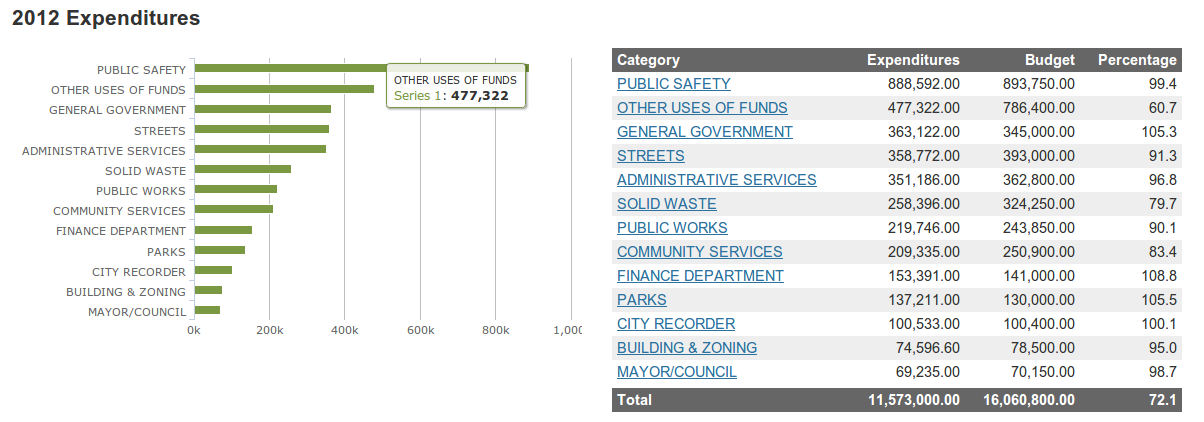 2012 Expenditures
PUBLIC SAFETY
OTHER USES OF FUNDS
GENERAL GOVERNMENT
STREETS
ADMINISTRATIVE SERVICES
SOLID WASTE
PUBLIC WORKS
COMMUNITY SERVICES
FINANCE DEPARTMENT
PARKS
CITY RECORDER
BUILDING & ZONING
MAYOR/COUNCIL
0k 200k 400k 600k 800k 1,00
OTHER USES OF FUNDS
Series 1: 477,322
Category Expenditures Budget Percentage
PUBLIC SAFETY 888,592.00 893,750.00 99.4
OTHER USES OF FUNDS 477,322.00 786,400.00 60.7
GENERAL GOVERNMENT 363,122.00 345,000.00 105.3
STREETS 358,772.00 393,000.00 91.3
ADMINISTRATIVE SERVICES 351,186.00 362,800.00 96.8
SOLID WASTE 258,396.00 324,250.00 79.7
PUBLIC WORKS 219,746.00 243,850.00 90.1
COMMUNITY SERVICES 209,335.00 250,900.00 83.4
FINANCE DEPARTMENT 153,391.00 141,000.00 108.8
PARKS 137,211.00 130,000.00 105.5
CITY RECORDER 100,533.00 100,400.00 100.1
BUILDING & ZONING 74,596.60 78,500.00 95.0
MAYOR/COUNCIL 69,235.00 70,150.00 98.7
Total 11,573,000.00 16,060,800.00 72.1